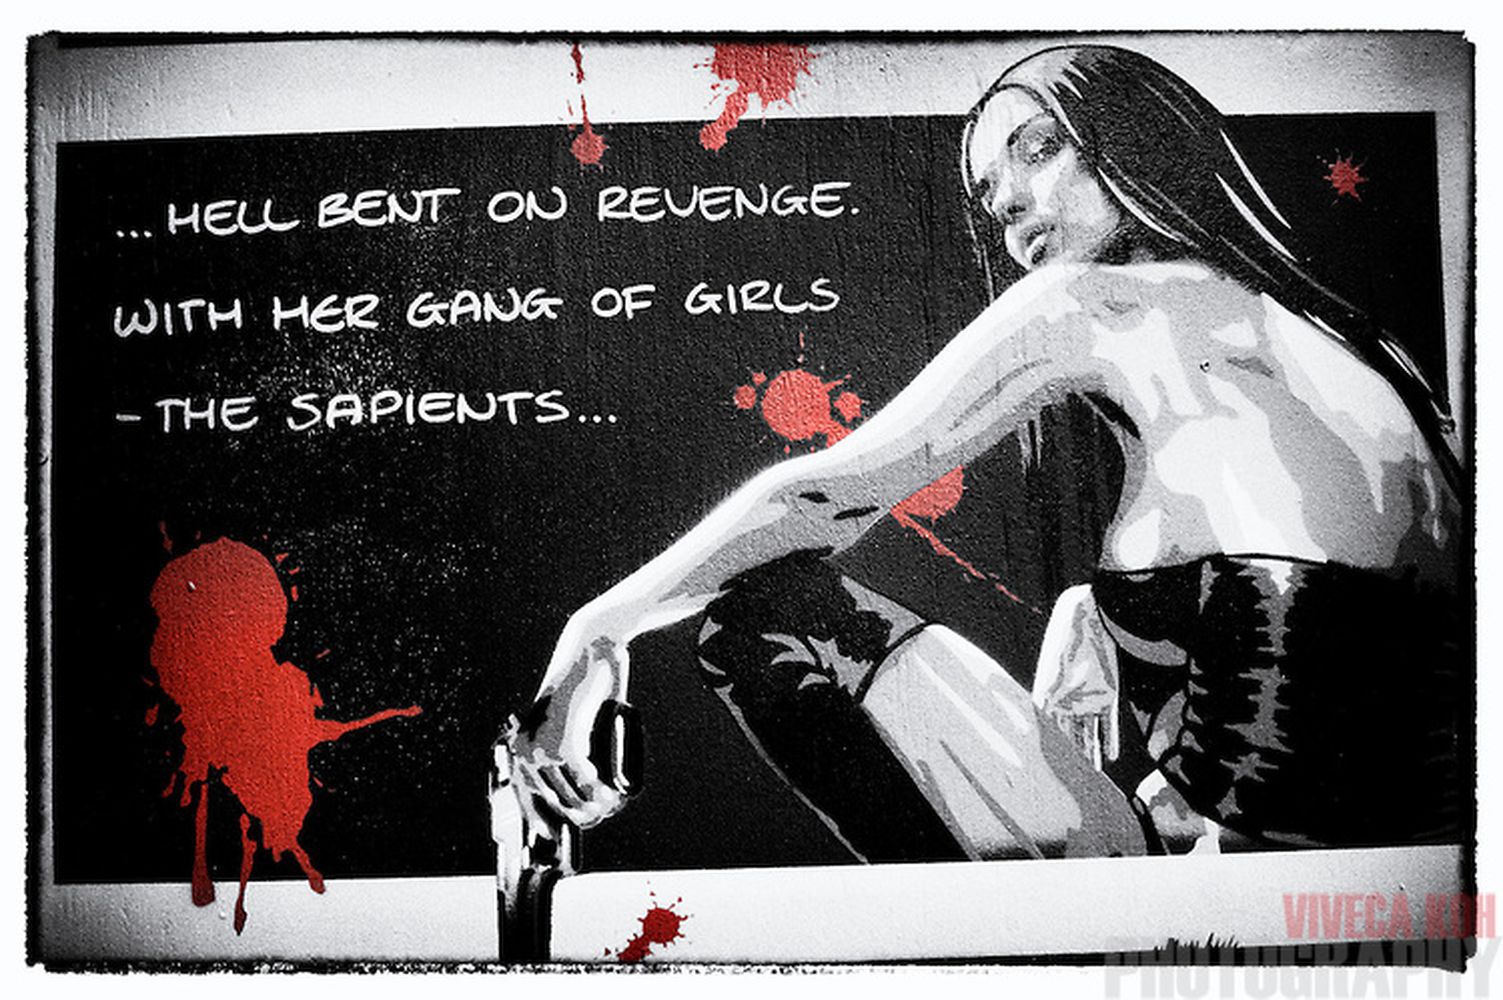 ...HELL BENT ON REVENGE.
WITH HER GANG OF GIRLS
- THE SAPIENTS...
VIVECA KOH
PHOTOGRAPHY